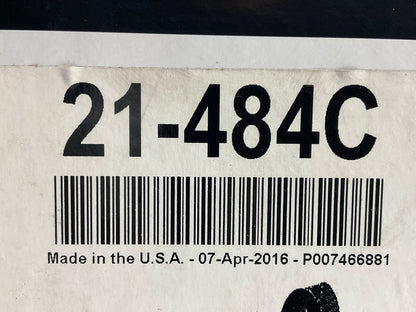 21-484C
Made in the U.S.A. - 07-Apr-2016 - P007466881